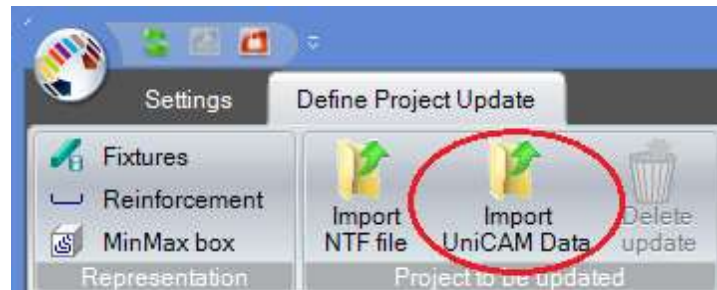 Settings
Define Project Update
Fixtures
Reinforcement
MinMax box
Representation
Import
NTF file
Import
UniCAM Data
Delete
update
Project to be updated